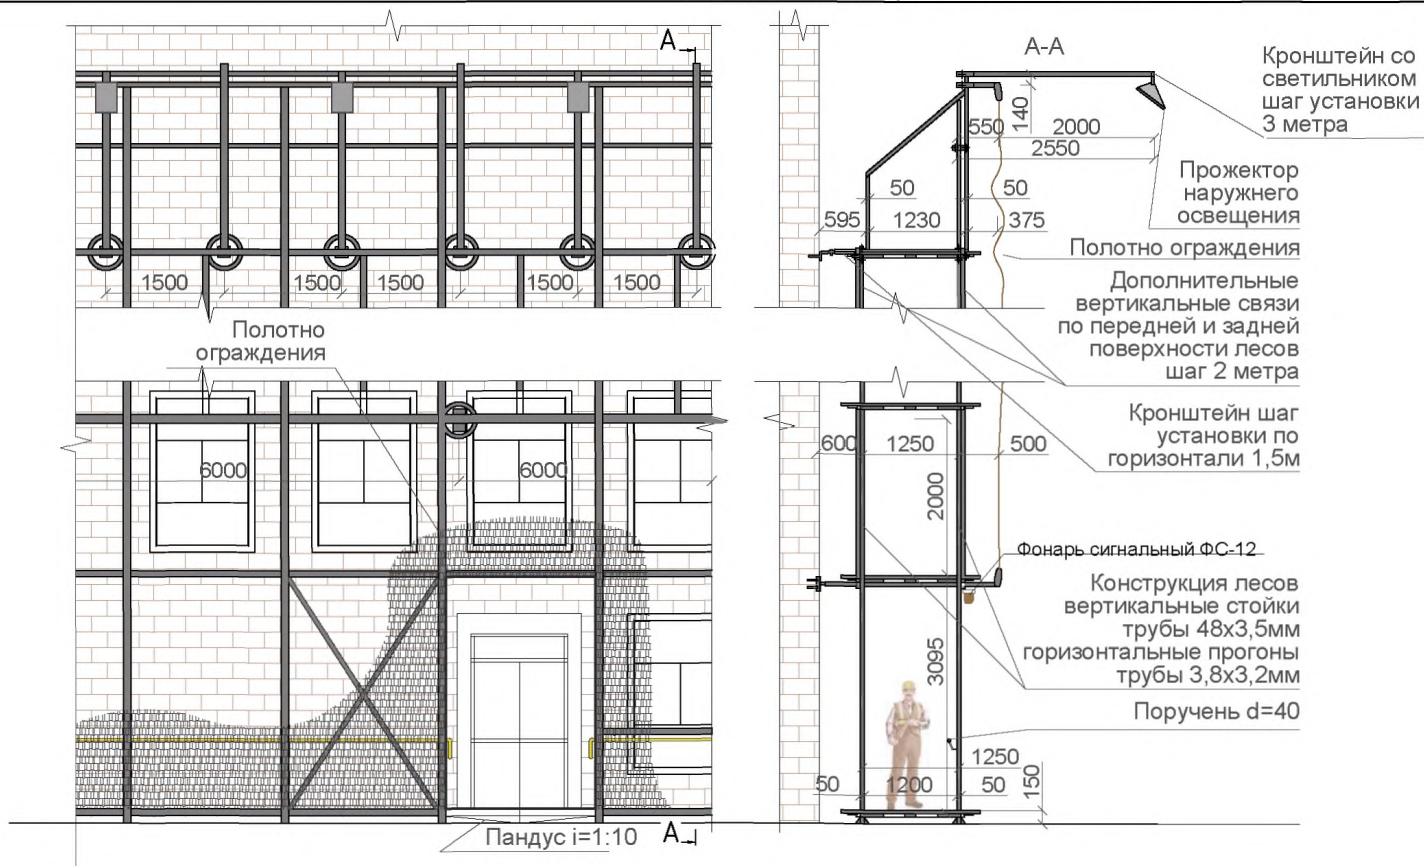 А
1500
1500
1500
1500
1500
Полотно
ограждения
6000
6000
Пандус i=1:10
А
А-А
Кронштейн со
светильником
шаг установки
3 метра
550
140
2000
2550
Прожектор
наружнего
освещения
50
50
595
1230
375
Полотно ограждения
Дополнительные
вертикальные связи
по передней и задней
поверхности лесов
шаг 2 метра
Кронштейн шаг
установки по
горизонтали 1,5м
600
1250
500
2000
Фонарь сигнальный ФС-12
Конструкция лесов
вертикальные стойки
трубы 48х3,5мм
горизонтальные прогоны
трубы 3,8х3,2мм
3095
Поручень d=40
1250
50
1200
50
150